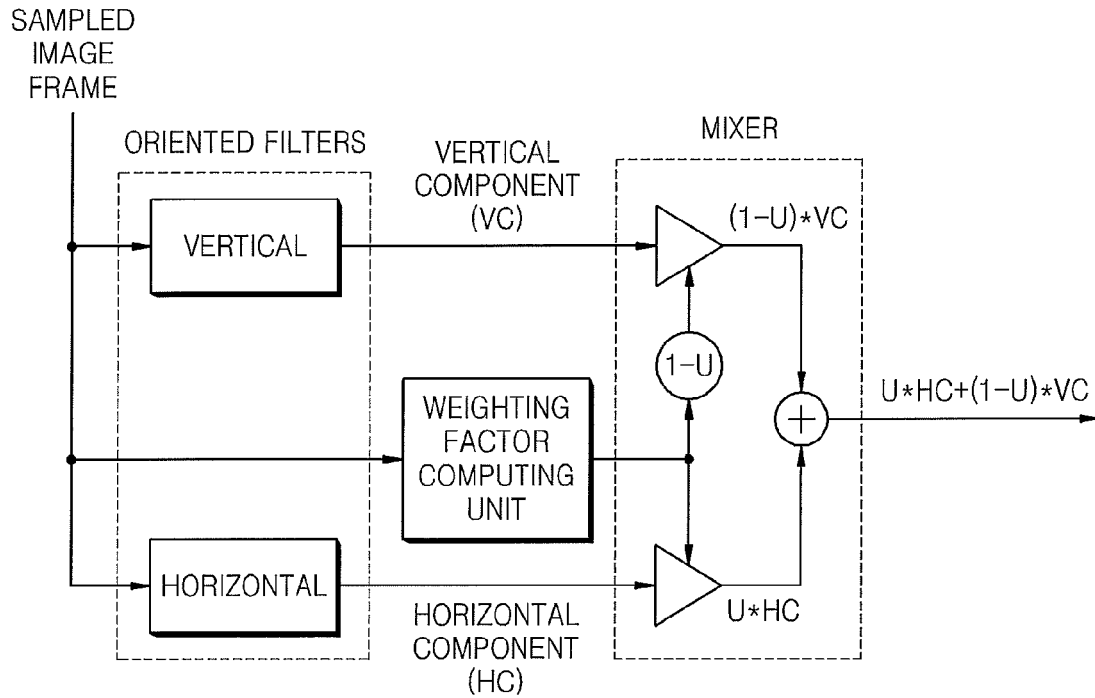 SAMPLED
IMAGE
FRAME
ORIENTED FILTERS
VERTICAL
COMPONENT
(VC)
MIXER
VERTICAL
(1-U)*VC
1-U
WEIGHTING
FACTOR
COMPUTING
UNIT
+
U*HC+(1-U)*VC
HORIZONTAL
HORIZONTAL
COMPONENT
(HC)
U*HC